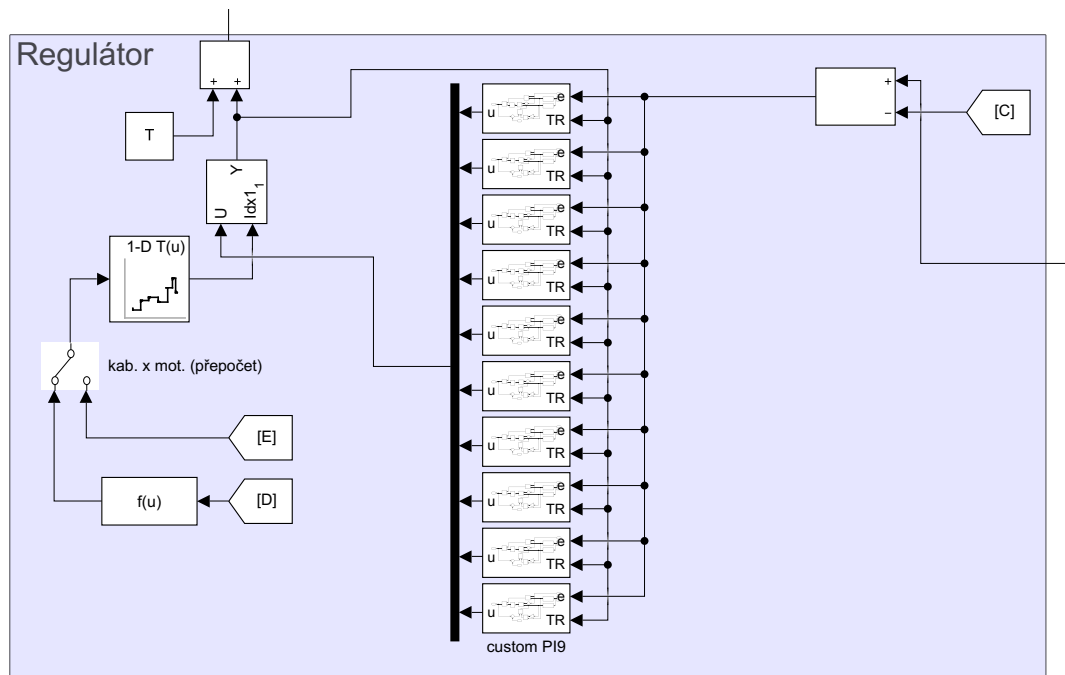 Regulátor
+ +
T
Y
U Idx1 1
1-D T(u)
kab. x mot. (přepočet)
[E]
[D]
f(u)
+
−
[C]
e
u
TR
e
u
TR
e
u
TR
e
u
TR
e
u
TR
e
u
TR
e
u
TR
e
u
TR
e
u
TR
e
u
TR
custom PI9